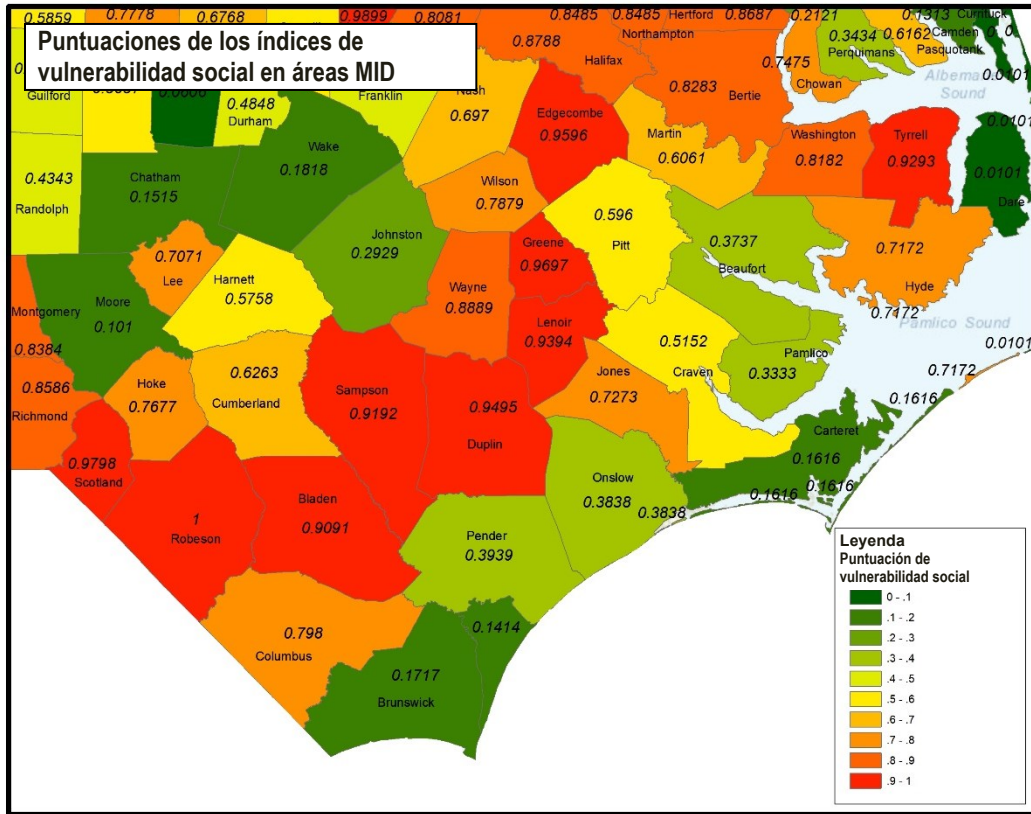 0.5859
0.7778
0.6768
0.9899
0.8081
0.8485
0.8485
Hertford
0.8687
0.2121
0.1313
Currituck
Puntuaciones de los índices de
vulnerabilidad social en áreas MID
Northampton
0.8788
Halifax
0.3434
Perquimans
0.6162
Camden
Pasquotank
0.7475
Chowan
0.8283
Bertie
Sound
0.0101
Guilford
0.4848
Durham
Franklin
Nash
0.697
Edgecombe
0.9596
Martin
0.6061
Washington
0.8182
Tyrrell
0.9293
0.0101
0.0101
Dare
Wake
0.1818
Chatham
0.1515
0.4343
Randolph
Wilson
0.7879
0.596
Pitt
Johnston
0.2929
Greene
0.9697
0.3737
Beaufort
0.7172
Hyde
0.7172
0.7071
Lee
Harnett
0.5758
Wayne
0.8889
Moore
0.101
Montgomery
0.8384
Lenoir
0.9394
0.5152
Craven
Pamlico
0.3333
Pamlico Sound
0.0101
0.7172
0.8586
Richmond
Hoke
0.7677
0.6263
Cumberland
Sampson
0.9192
0.9495
Duplin
Jones
0.7273
0.1616
Carteret
0.1616
0.1616
0.1616
0.9798
Scotland
Onslow
0.3838
0.3838
1
Robeson
Bladen
0.9091
Pender
0.3939
0.798
Columbus
0.1414
0.1717
Brunswick
Leyenda
Puntuación de
vulnerabilidad social
0 - .1
.1 - .2
.2 - .3
.3 - .4
.4 - .5
.5 - .6
.6 - .7
.7 - .8
.8 - .9
.9 - 1